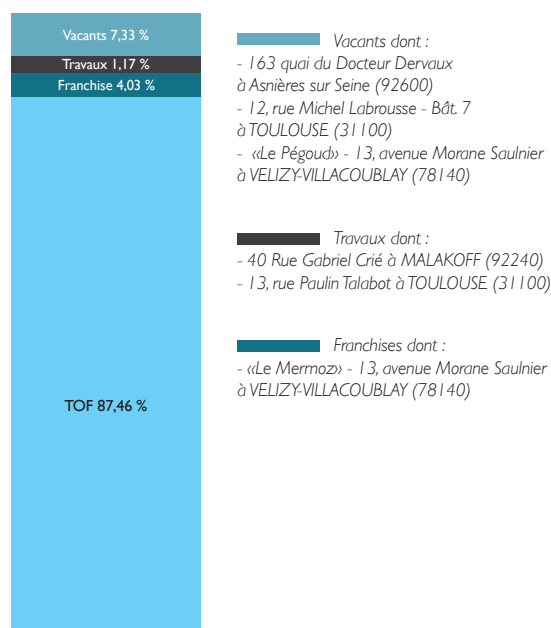 Vacants 7,33 %
Travaux 1,17 %
Franchise 4,03 %
TOF 87,46 %
Vacants dont :
- 163 quai du Docteur Dervaux
à Asnières sur Seine (92600)
- 12, rue Michel Labrousse - Bât. 7
à TOULOUSE (31100)
- «Le Pégoud» - 13, avenue Morane Saulnier
à VELIZY-VILLACOUBLAY (78140)
Travaux dont :
- 40 Rue Gabriel Crié à MALAKOFF (92240)
- 13, rue Paulin Talabot à TOULOUSE (31100)
Franchises dont :
- «Le Mermoz» - 13, avenue Morane Saulnier
à VELIZY-VILLACOUBLAY (78140)